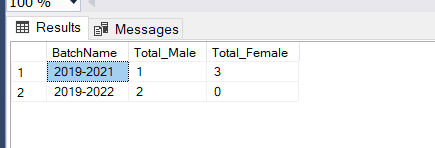 100 %
Results Messages
BatchName Total_Male Total_Female
1 2019-2021 1 3
2 2019-2022 2 0